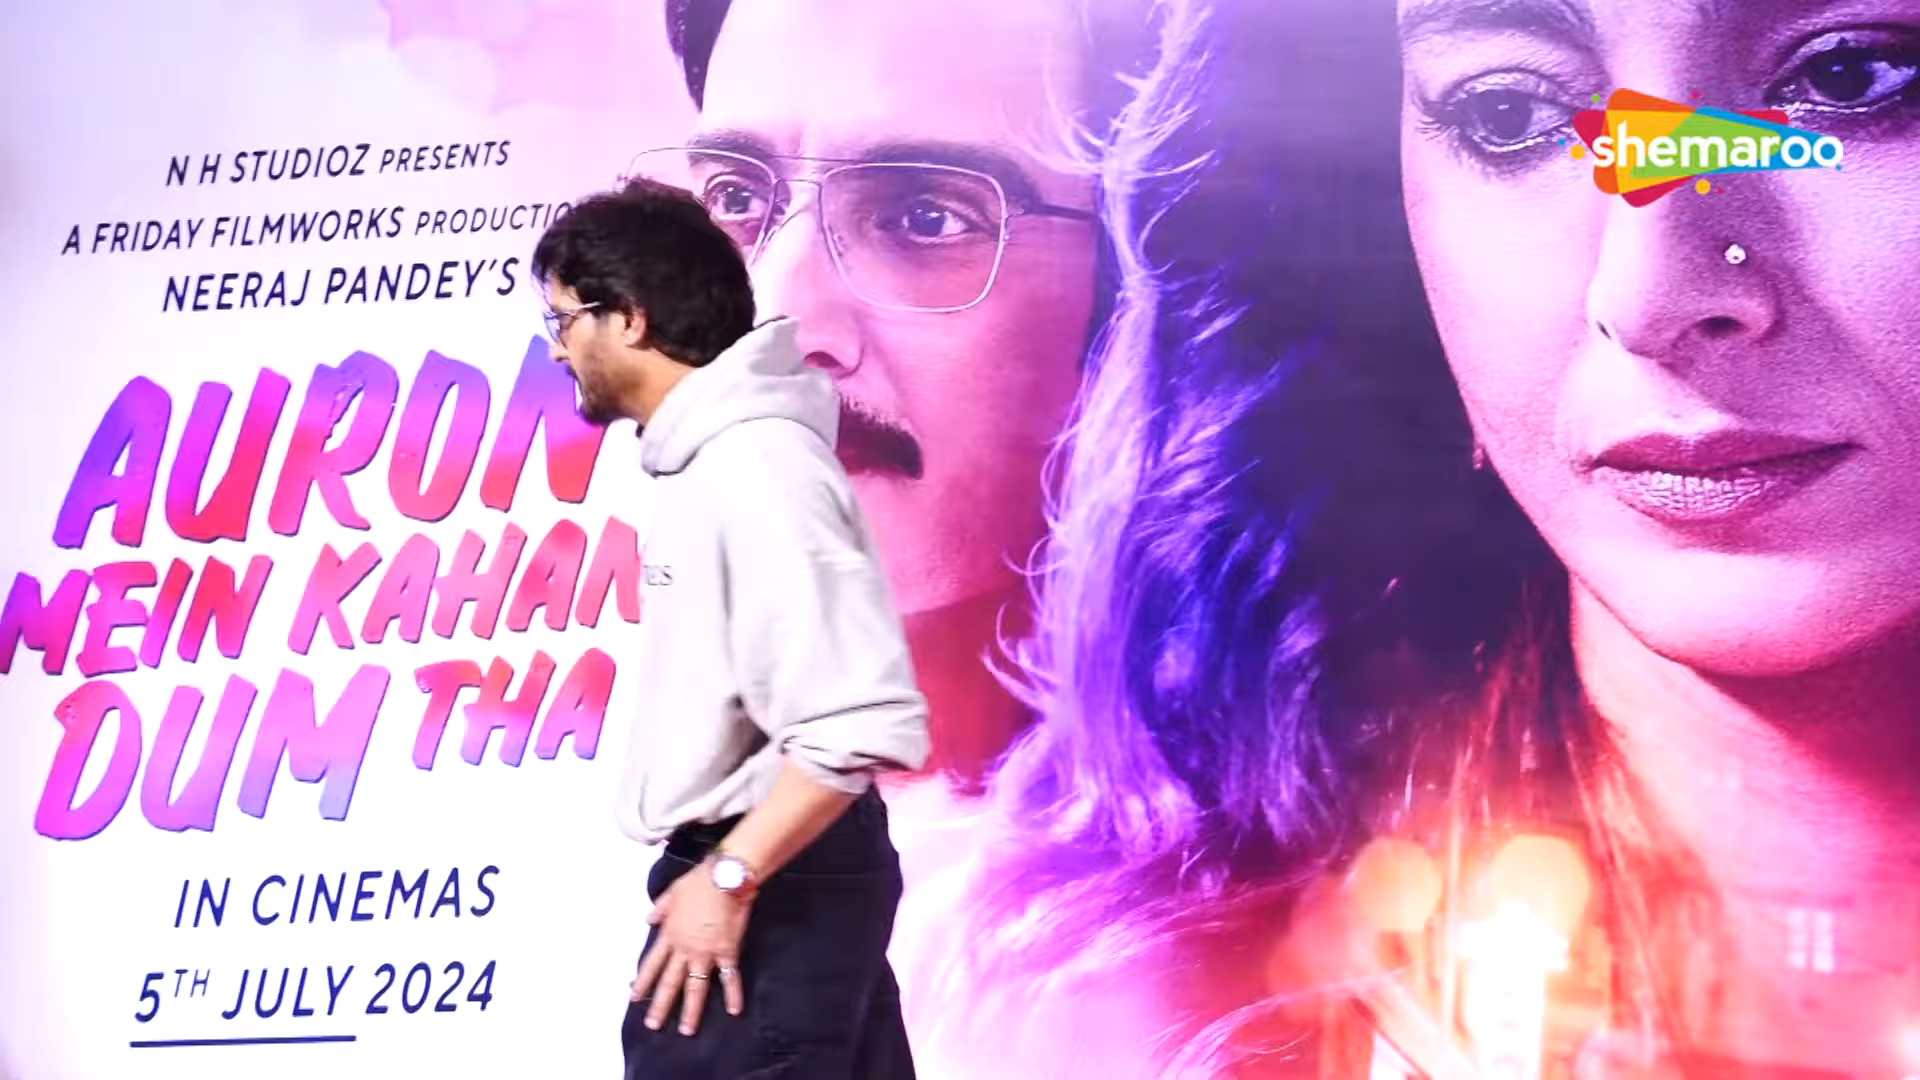 N H STUDIOZ PRESENTS
A FRIDAY FILMWORKS PRODUCTIO
NEERAJ PANDEY'S
AURON
MEIN KAHAN
DUM THA
IN CINEMAS
5TH JULY 2024
shemaroo